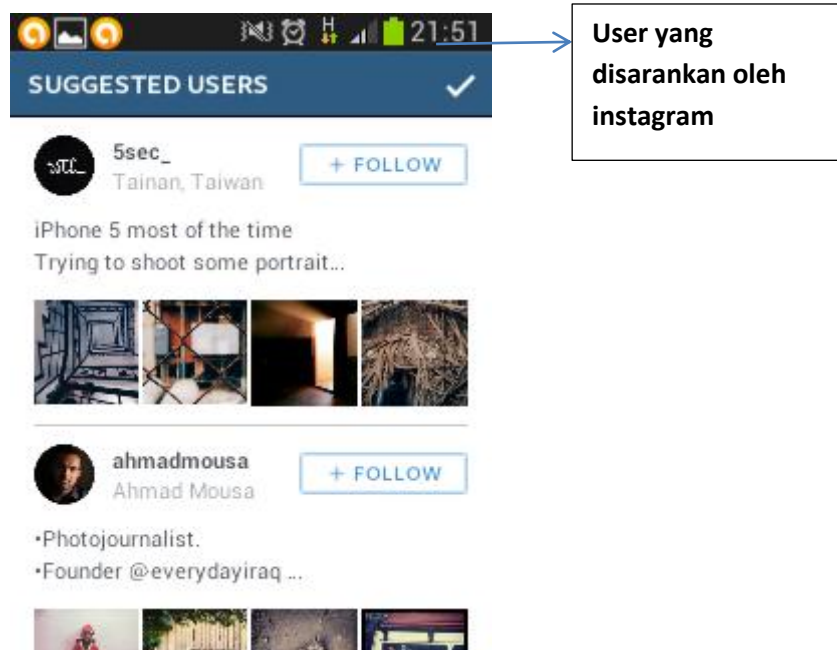 21:51
User yang
disarankan oleh
instagram
SUGGESTED USERS
5sec_
+ FOLLOW
Tainan, Taiwan
iPhone 5 most of the time
Trying to shoot some portrait...
ahmadmousa
+ FOLLOW
Ahmad Mousa
•Photojournalist.
•Founder @everydayiraq ...